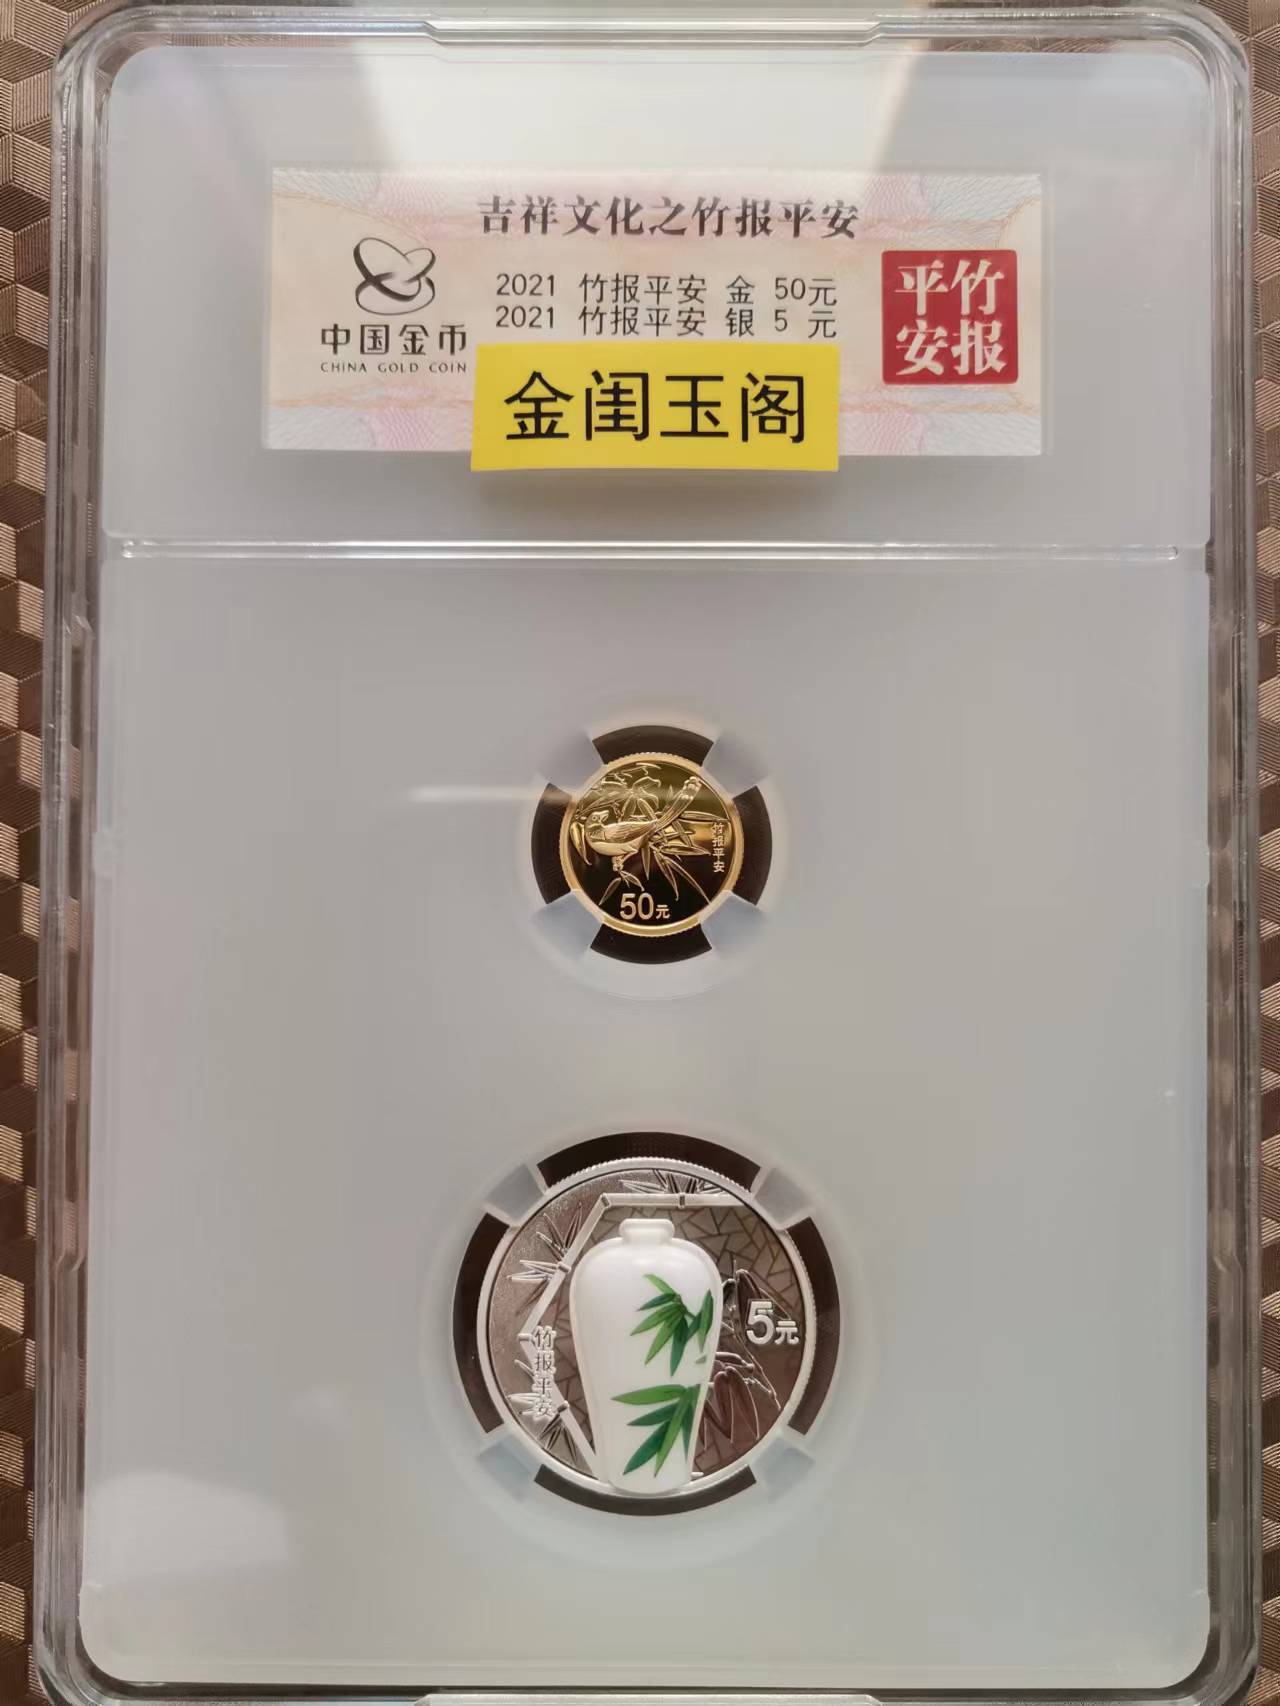 吉祥文化之竹报平安
中国金币
CHINA GOLD COIN
2021 竹报平安 金 50元
2021 竹报平安 银 5 元
竹报
平安
金闺玉阁
竹报平安
50元
5元
竹报平安